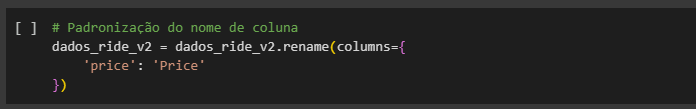 [ ] # Padronização do nome de coluna
dados_ride_v2 = dados_ride_v2.rename(columns={
    'price': 'Price'
})